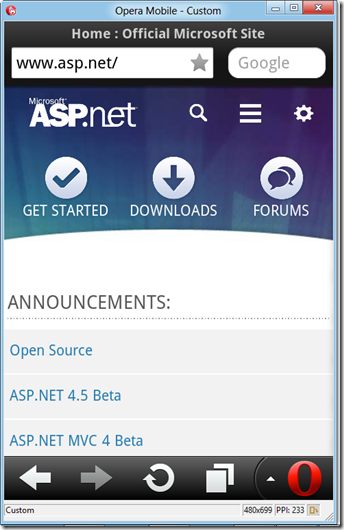 Opera Mobile - Custom
Home : Official Microsoft Site
www.asp.net/
Google
Microsoft
ASP.net
GET STARTED
DOWNLOADS
FORUMS
ANNOUNCEMENTS:
Open Source
ASP.NET 4.5 Beta
ASP.NET MVC 4 Beta
Custom
480x699
PPI: 233